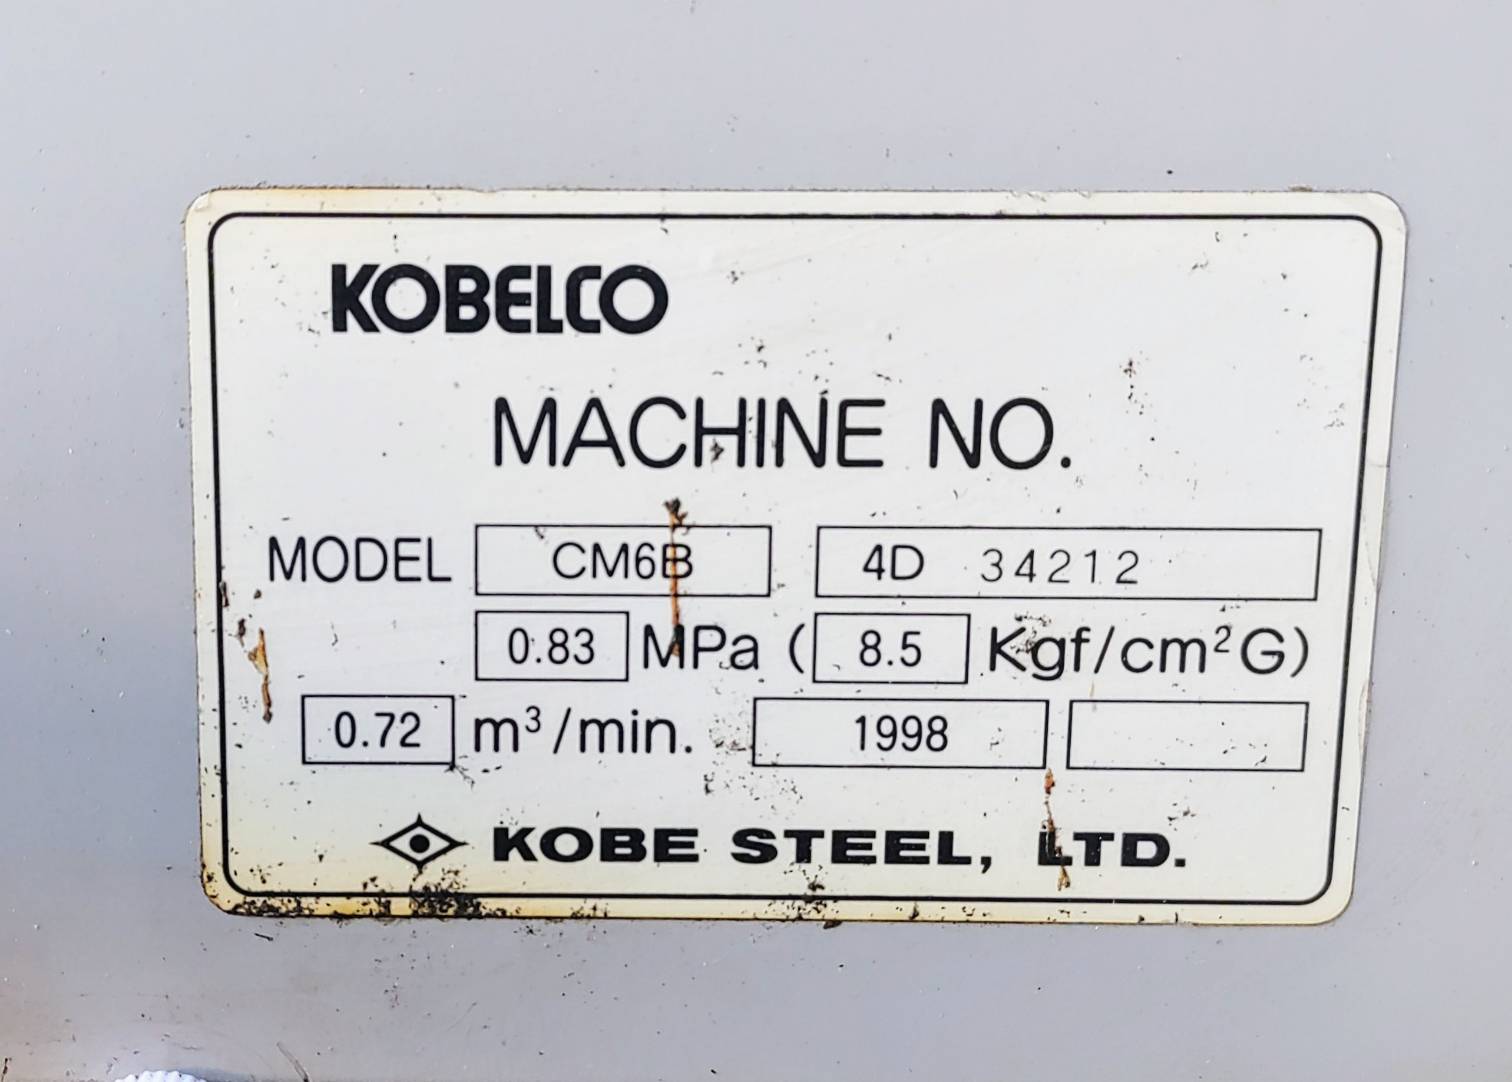 KOBELCO
MACHINE NO.
MODEL CM6B 4D 34212
0.83 MPa ( 8.5 Kgf/cm²G)
0.72 m³/min. 1998
KOBE STEEL, LTD.